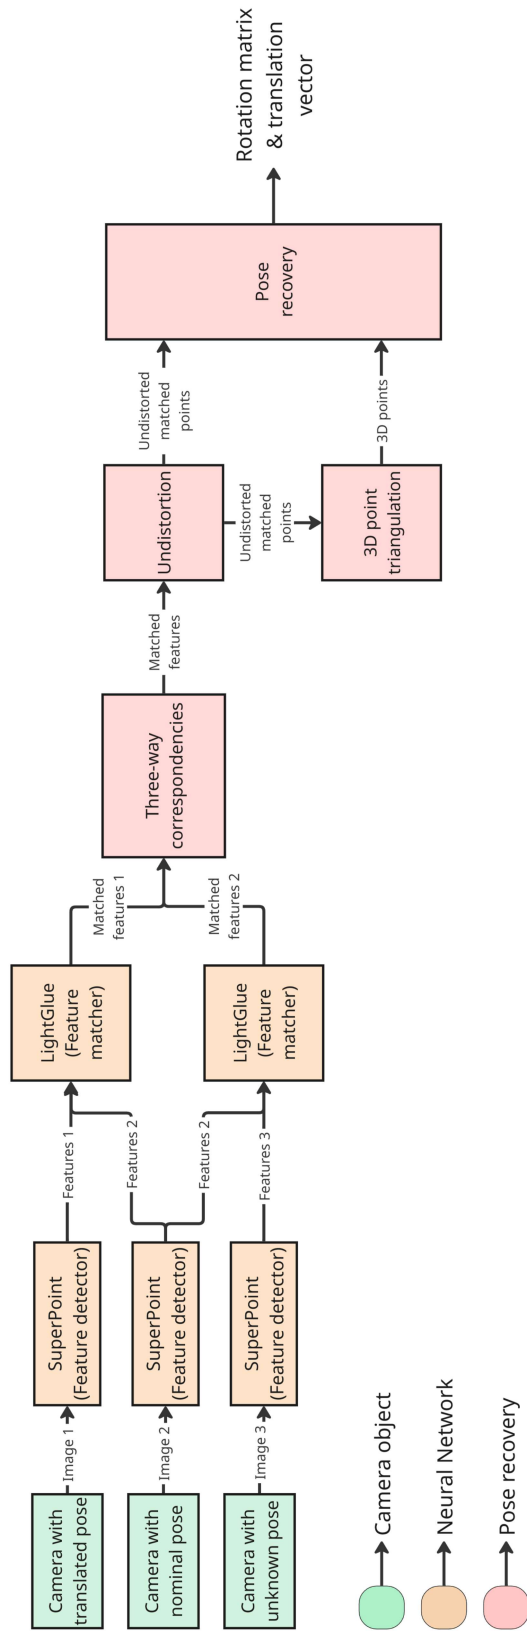 Camera with
translated pose
Image 1
SuperPoint
(Feature detector)
Features 1
Camera with
nominal pose
Image 2
SuperPoint
(Feature detector)
Features 2
Features 2
Camera with
unknown pose
Image 3
SuperPoint
(Feature detector)
Features 3
LightGlue
(Feature
matcher)
Matched
features 1
LightGlue
(Feature
matcher)
Matched
features 2
Three-way
correspondencies
Matched
features
Undistortion
Undistorted
matched
points
Undistorted
matched
points
3D point
triangulation
3D points
Pose
recovery
Rotation matrix
& translation
vector
Camera object
Neural Network
Pose recovery